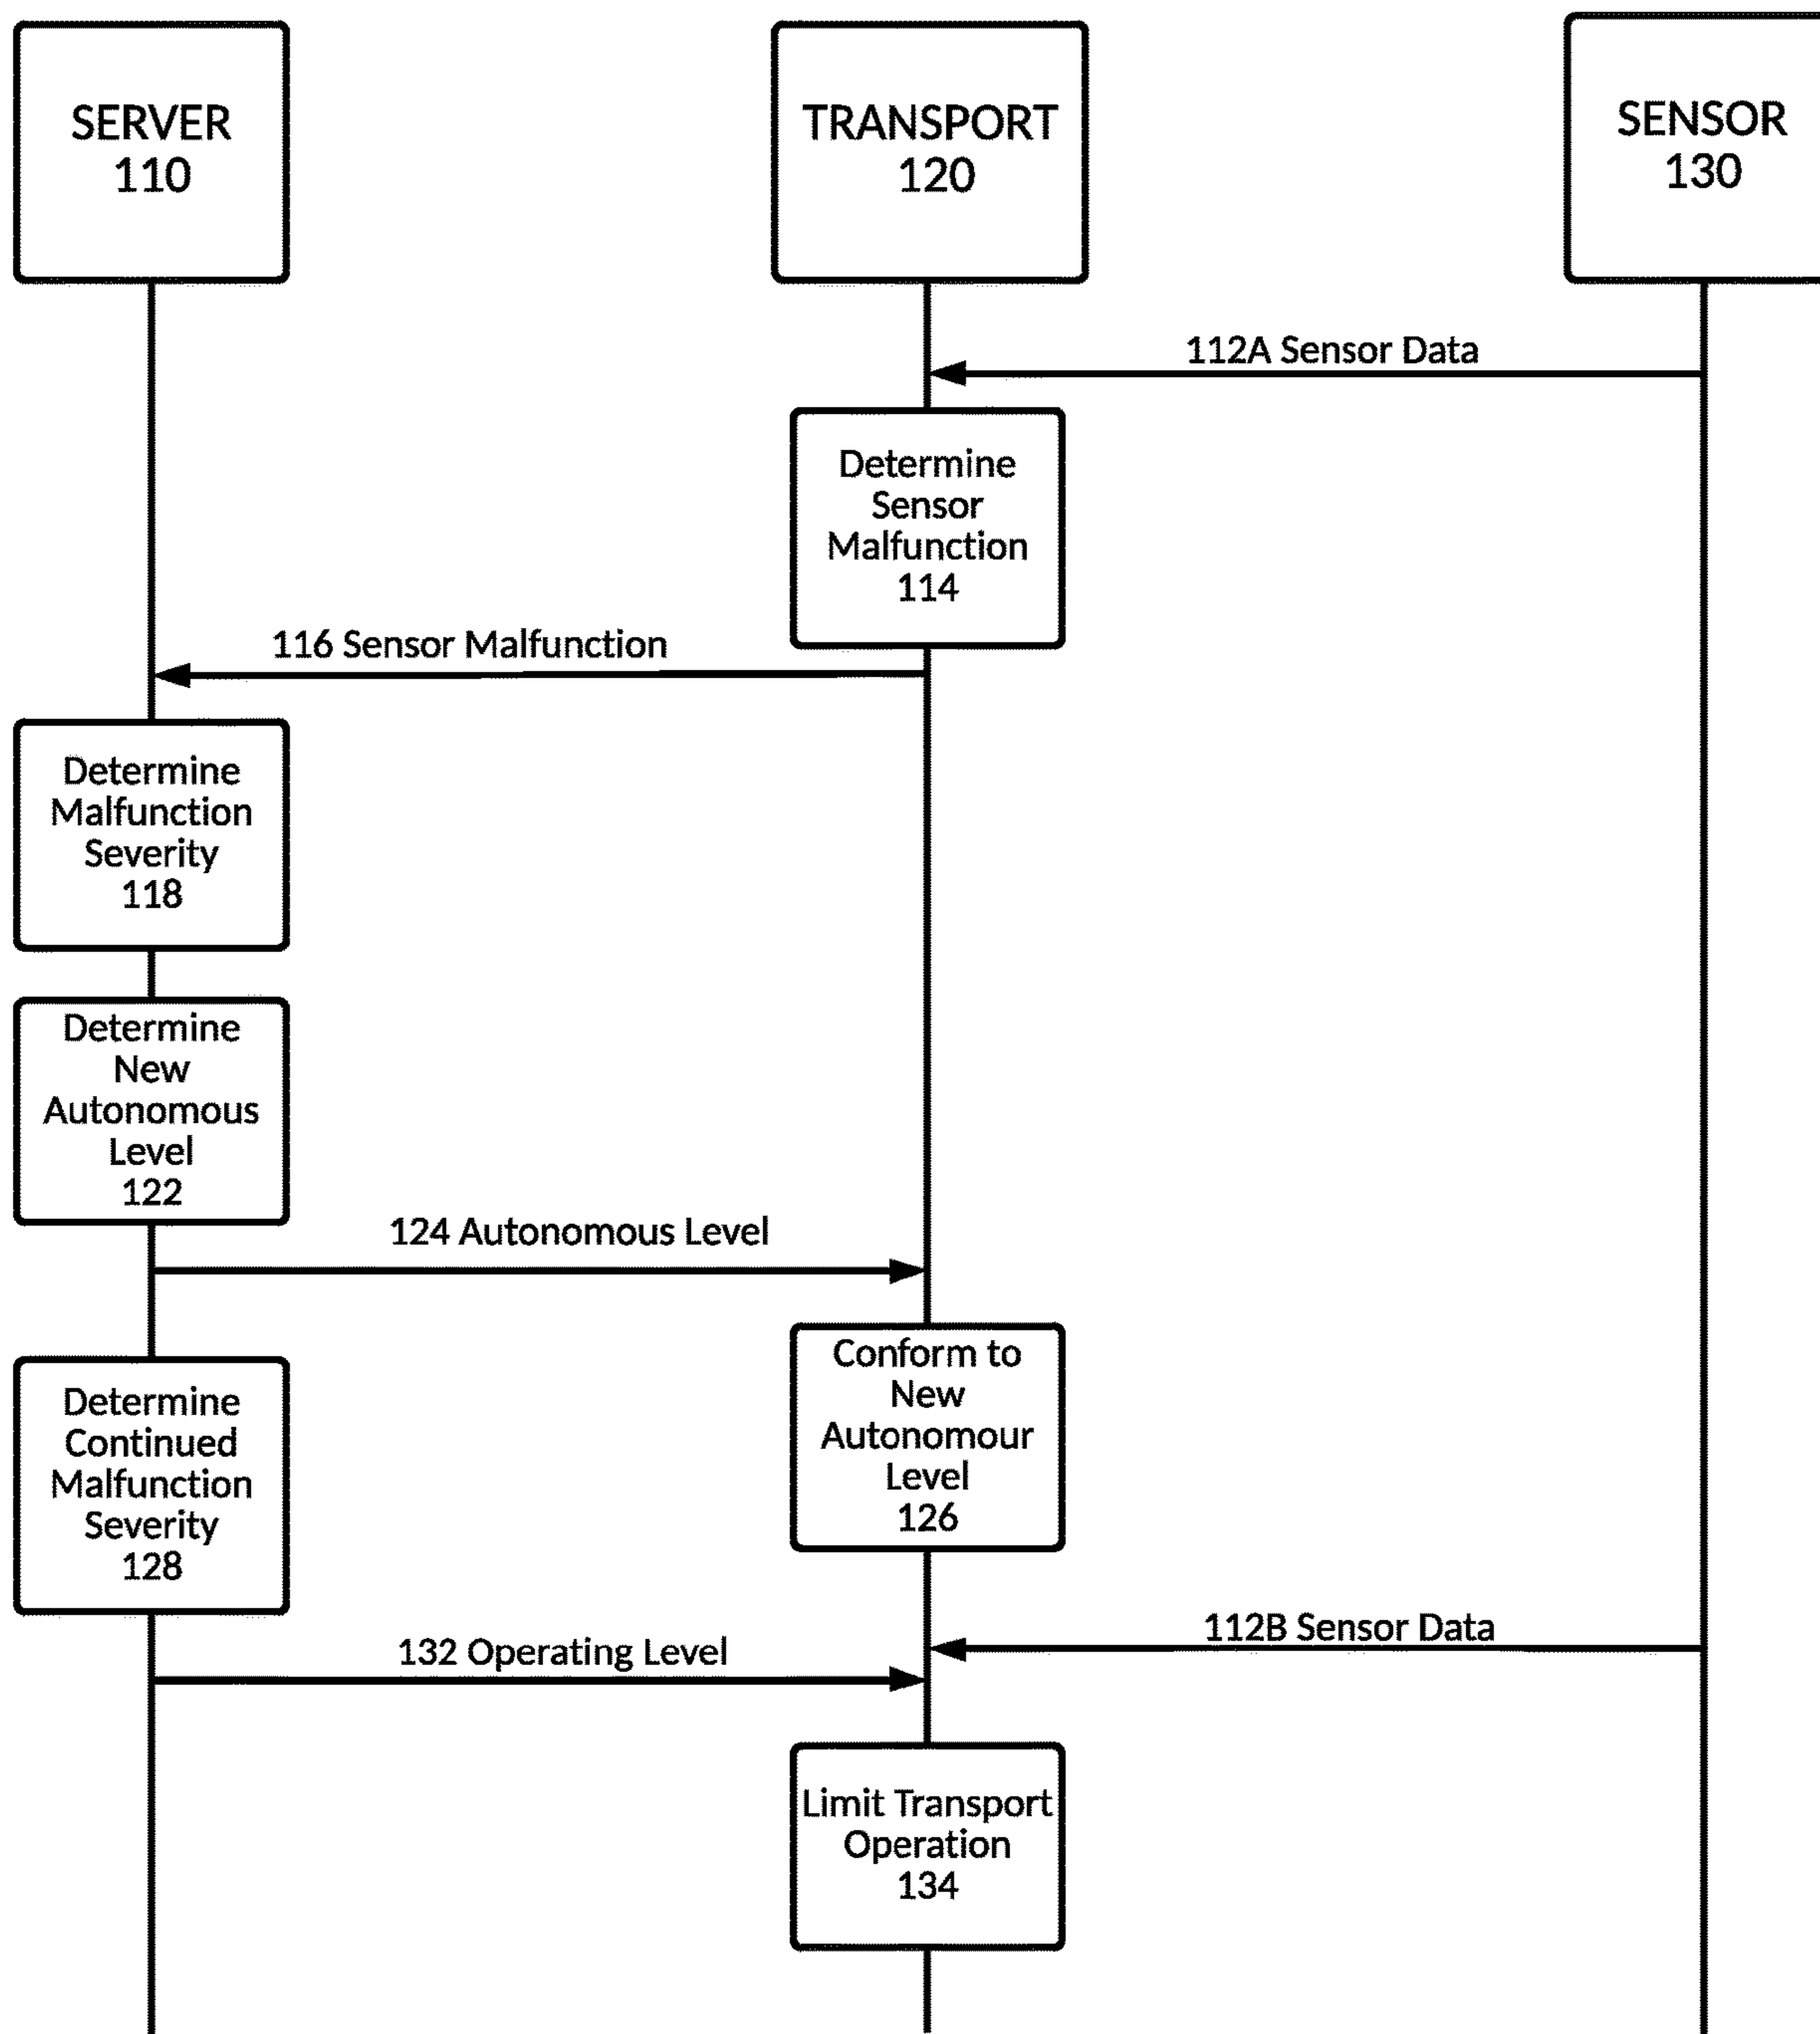 SERVER
110
TRANSPORT
120
SENSOR
130
112A Sensor Data
Determine
Sensor
Malfunction
114
116 Sensor Malfunction
Determine
Malfunction
Severity
118
Determine
New
Autonomous
Level
122
124 Autonomous Level
Conform to
New
Autonomour
Level
126
Determine
Continued
Malfunction
Severity
128
112B Sensor Data
132 Operating Level
Limit Transport
Operation
134